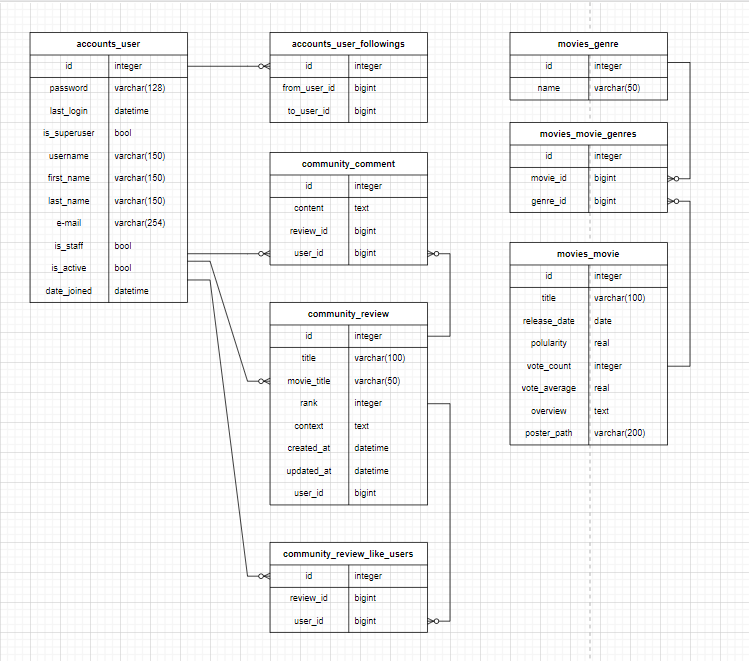 accounts_user
id integer
password varchar(128)
last_login datetime
is_superuser bool
username varchar(150)
first_name varchar(150)
last_name varchar(150)
e-mail varchar(254)
is_staff bool
is_active bool
date_joined datetime
accounts_user_followings
id integer
from_user_id bigint
to_user_id bigint
community_comment
id integer
content text
review_id bigint
user_id bigint
community_review
id integer
title varchar(100)
movie_title varchar(50)
rank integer
context text
created_at datetime
updated_at datetime
user_id bigint
community_review_like_users
id integer
review_id bigint
user_id bigint
movies_genre
id integer
name varchar(50)
movies_movie_genres
id integer
movie_id bigint
genre_id bigint
movies_movie
id integer
title varchar(100)
release_date date
polularity real
vote_count integer
vote_average real
overview text
poster_path varchar(200)